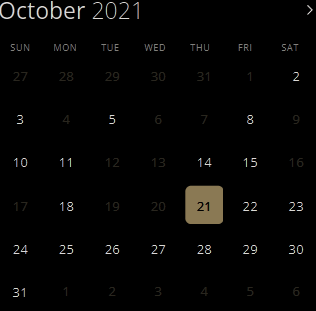 October 2021
SUN MON TUE WED THU FRI SAT
27 28 29 30 31 1 2
3 4 5 6 7 8 9
10 11 12 13 14 15 16
17 18 19 20 21 22 23
24 25 26 27 28 29 30
31 1 2 3 4 5 6